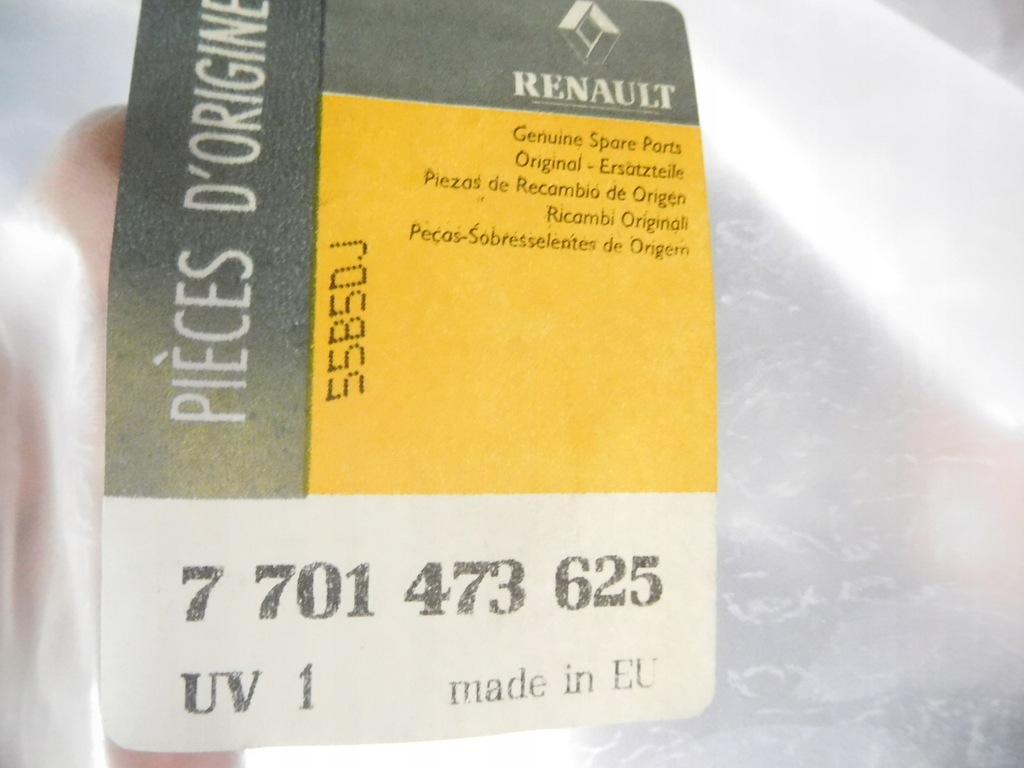 PIÈCES D'ORIGINE
RENAULT
Genuine Spare Parts
Original - Ersatzteile
Piezas de Recambio de Origen
Ricambi Originali
Peças-Sobresselentes de Origem
55B50J
7 701 473 625
UV 1 made in EU